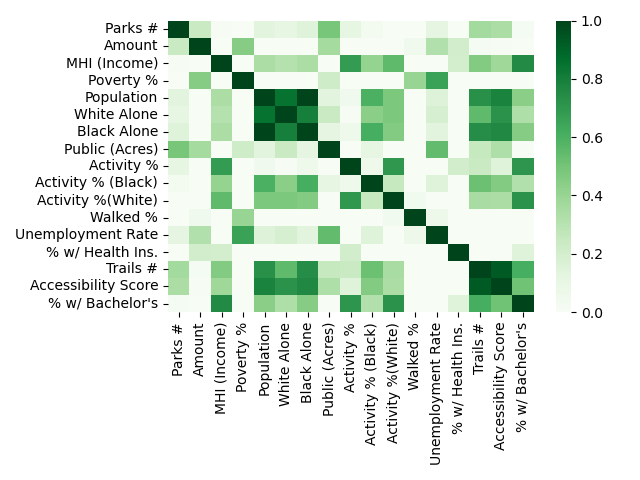 Parks #
Amount
MHI (Income)
Poverty %
Population
White Alone
Black Alone
Public (Acres)
Activity %
Activity % (Black)
Activity %(White)
Walked %
Unemployment Rate
% w/ Health Ins.
Trails #
Accessibility Score
% w/ Bachelor's
Parks #
Amount
MHI (Income)
Poverty %
Population
White Alone
Black Alone
Public (Acres)
Activity %
Activity % (Black)
Activity %(White)
Walked %
Unemployment Rate
% w/ Health Ins.
Trails #
Accessibility Score
% w/ Bachelor's
1.0
0.8
0.6
0.4
0.2
0.0